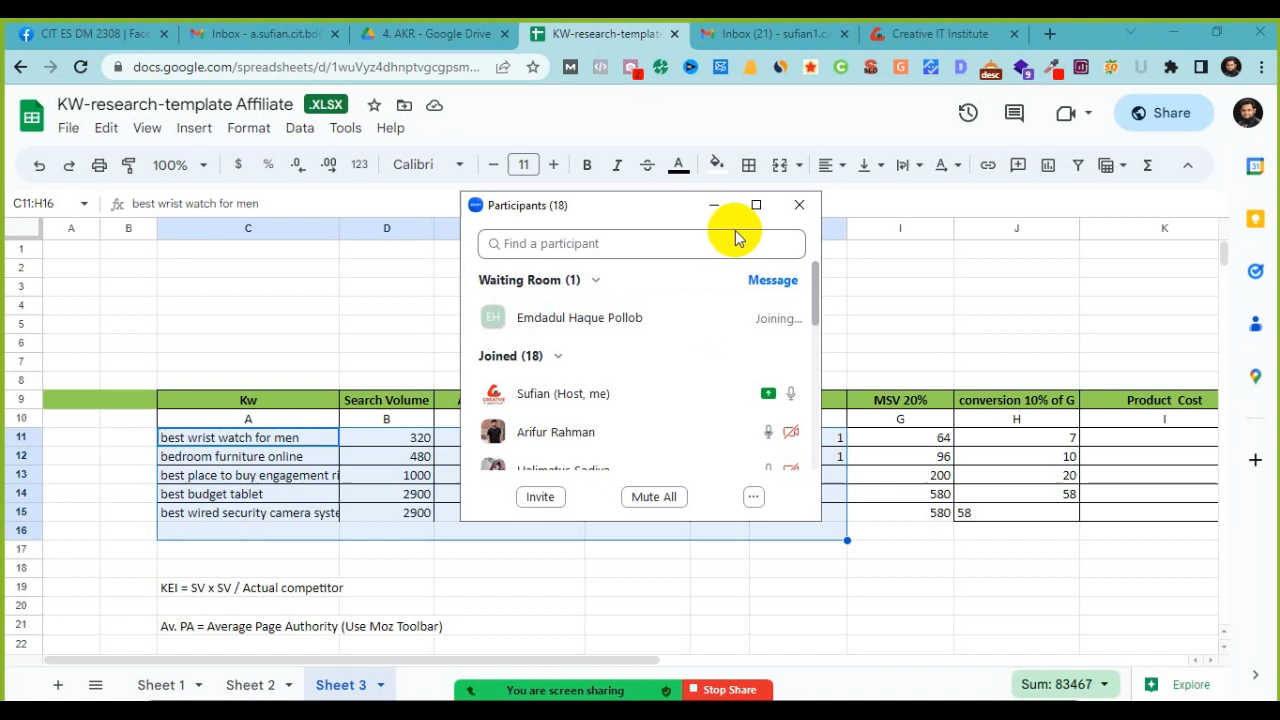 CIT ES DM 2308 | Face
Inbox - a.sufian.cit.bd
4. AKR - Google Drive
KW-research-template
Inbox (21) - sufian1.c
Creative IT Institute
docs.google.com/spreadsheets/d/1wuVyz4dhnptvgcgpsm...
KW-research-template Affiliate
.XLSX
Share
File Edit View Insert Format Data Tools Help
100% $ % .0 .00 123 Calibri 11 B I A
C11:H16
fx best wrist watch for men
Participants (18)
Find a participant
Waiting Room (1)
Message
EH
Emdadul Haque Pollob
Joining...
Joined (18)
Sufian (Host, me)
Arifur Rahman
Halimatus Sadiya
Invite
Mute All
...
A B C D I J K
1
2
3
4
5
6
7
8
9 Kw Search Volume A MSV 20% conversion 10% of G Product Cost
10 A B G H I
11 best wrist watch for men 320 1 64 7
12 bedroom furniture online 480 1 96 10
13 best place to buy engagement ri 1000 200 20
14 best budget tablet 2900 580 58
15 best wired security camera syste 2900 580 58
16
17
18
19 KEI = SV x SV / Actual competitor
20
21 Av. PA = Average Page Authority (Use Moz Toolbar)
22
Sheet 1
Sheet 2
Sheet 3
You are screen sharing
Stop Share
Sum: 83467
Explore